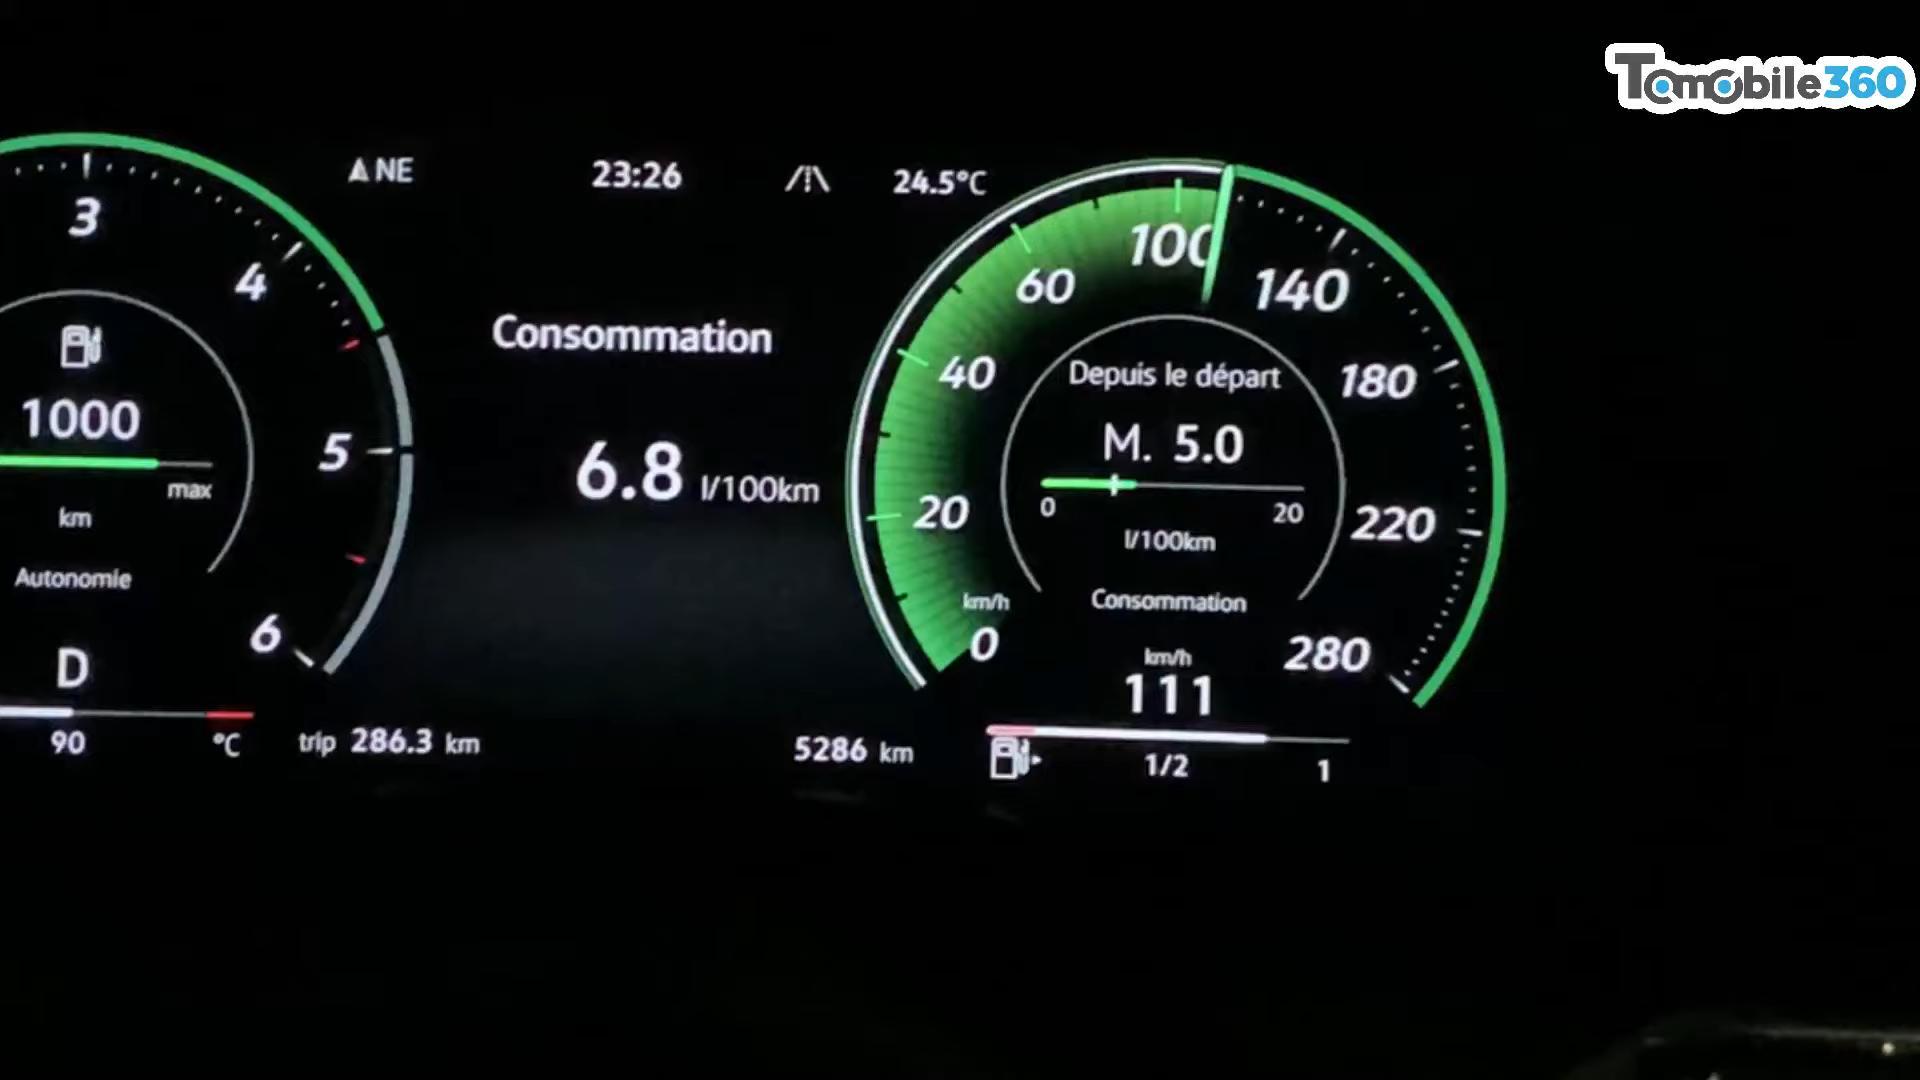 Tomobile360
NE
23:26
24.5°C
3
4
5
6
1000
max
km
Autonomie
D
90
°C
trip 286.3 km
Consommation
6.8 l/100km
5286 km
0
20
40
60
100
140
180
220
280
km/h
Depuis le départ
M. 5.0
0
20
l/100km
Consommation
km/h
111
1/2
1